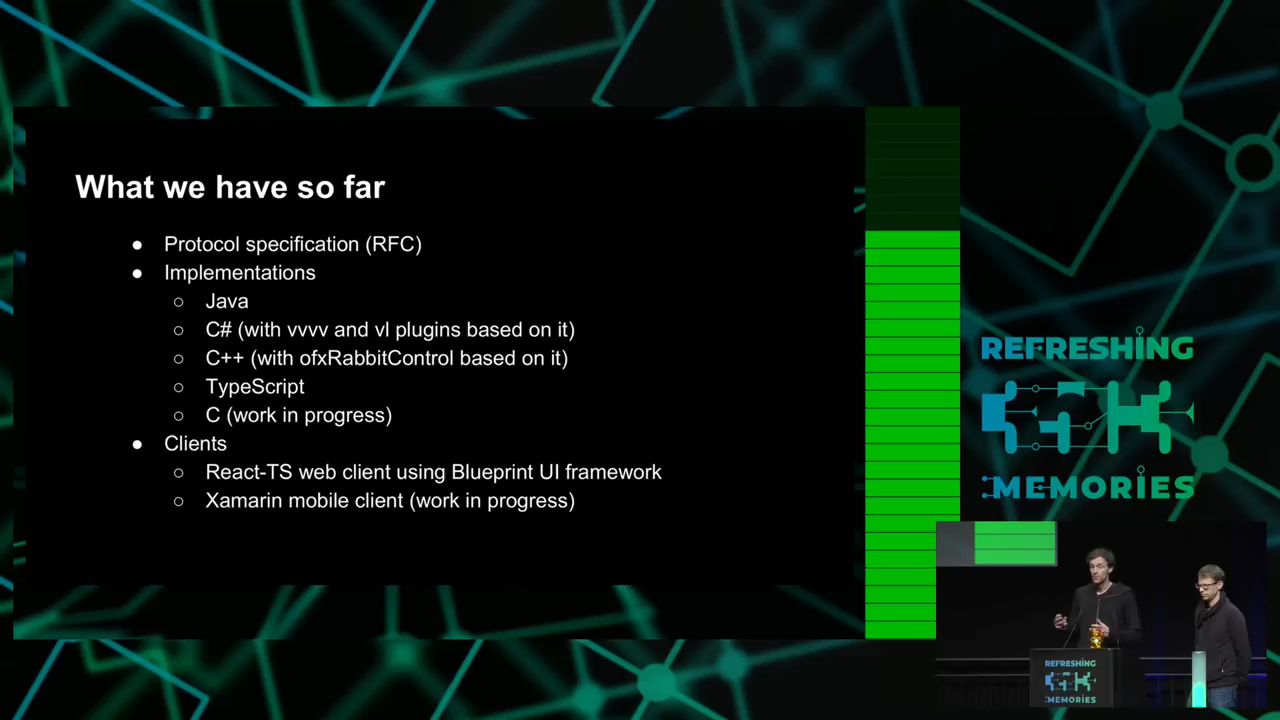 What we have so far
● Protocol specification (RFC)
● Implementations
○ Java
○ C# (with vvvv and vl plugins based on it)
○ C++ (with ofxRabbitControl based on it)
○ TypeScript
○ C (work in progress)
● Clients
○ React-TS web client using Blueprint UI framework
○ Xamarin mobile client (work in progress)
REFRESHING
MEMORIES
REFRESHING
MEMORIES